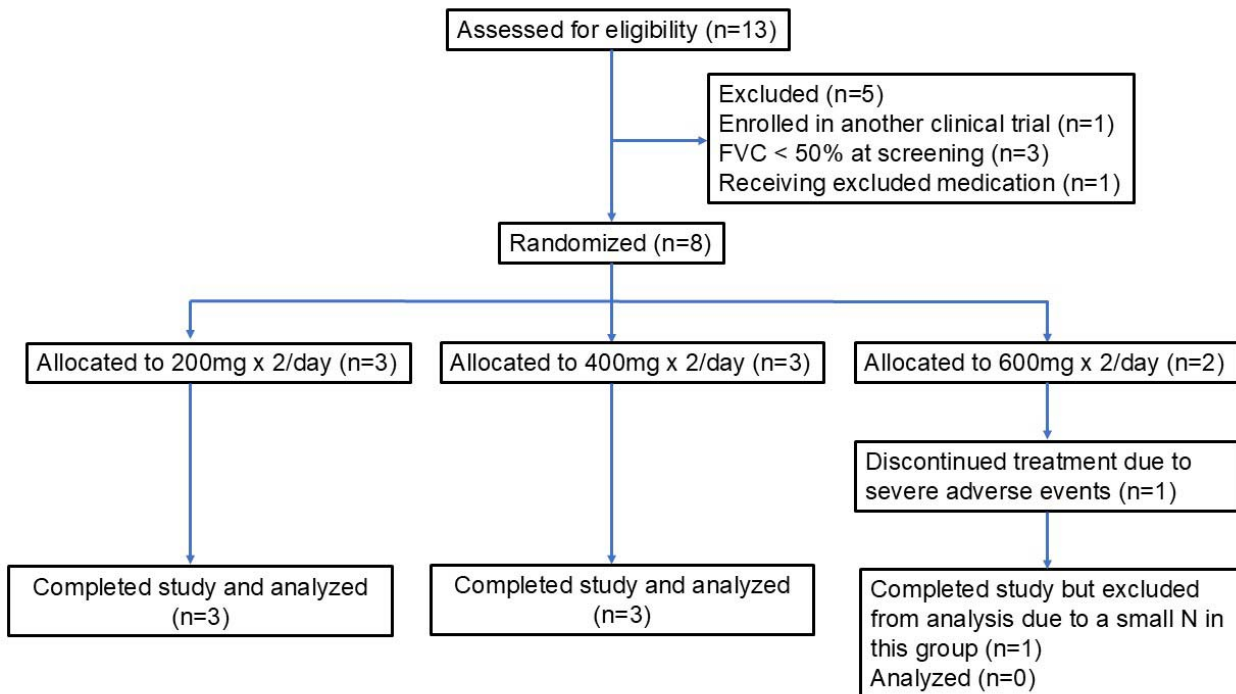 Assessed for eligibility (n=13)
Excluded (n=5)
Enrolled in another clinical trial (n=1)
FVC < 50% at screening (n=3)
Receiving excluded medication (n=1)
Randomized (n=8)
Allocated to 200mg x 2/day (n=3)
Allocated to 400mg x 2/day (n=3)
Allocated to 600mg x 2/day (n=2)
Discontinued treatment due to
severe adverse events (n=1)
Completed study and analyzed
(n=3)
Completed study and analyzed
(n=3)
Completed study but excluded
from analysis due to a small N in
this group (n=1)
Analyzed (n=0)